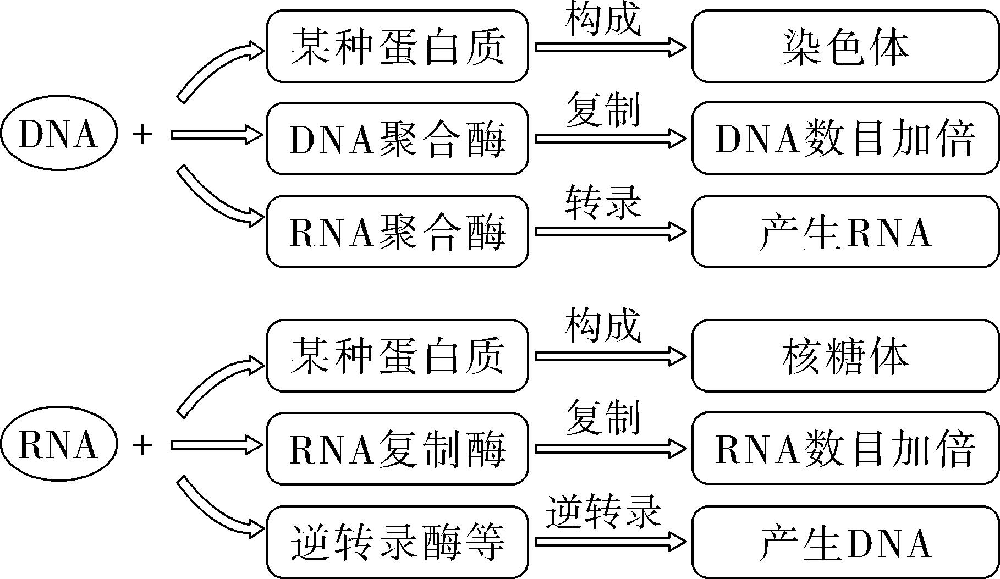 某种蛋白质
构成
染色体
DNA
+
DNA聚合酶
复制
DNA数目加倍
RNA聚合酶
转录
产生RNA
某种蛋白质
构成
核糖体
RNA
+
RNA复制酶
复制
RNA数目加倍
逆转录酶等
逆转录
产生DNA